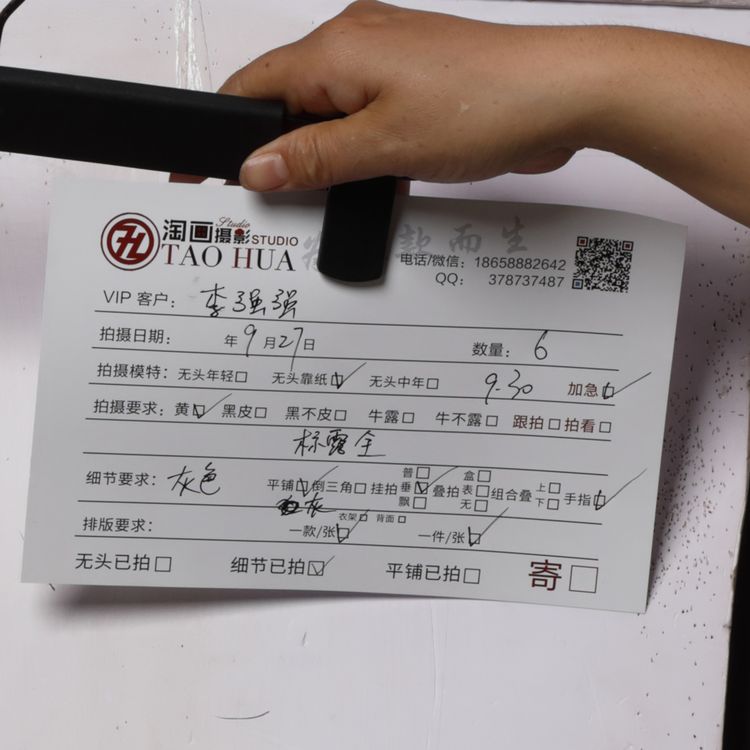 淘画摄影 Studio STUDIO
TAO HUA
款而生
电话/微信：18658882642
QQ：378737487
VIP 客户：李强强
拍摄日期： 年9月27日 数量：6
拍摄模特：无头年轻□ 无头靠纸☑ 无头中年□ 9.30 加急☑
拍摄要求：黄☑ 黑皮□ 黑不皮□ 牛露□ 牛不露□ 跟拍□ 拍看□
标露全
细节要求：灰色 平铺☑ 倒三角□ 挂拍 普□ 垂☑ 飘□ 叠拍 盒□ 表□ 无□ 组合叠 上□ 下□ 手指☑
灰
衣架□ 背面□
排版要求： 一款/张☑ 一件/张☑
无头已拍□ 细节已拍☑ 平铺已拍□ 寄□